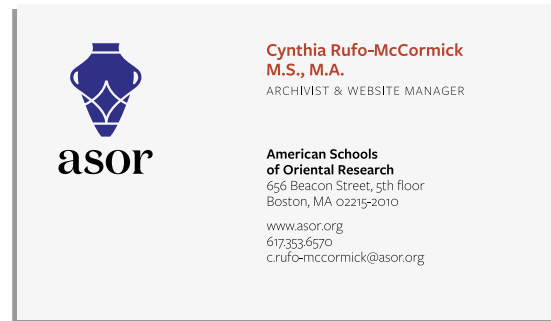 asor
Cynthia Rufo-McCormick
M.S., M.A.
ARCHIVIST & WEBSITE MANAGER
American Schools
of Oriental Research
656 Beacon Street, 5th floor
Boston, MA 02215-2010
www.asor.org
617.353.6570
c.rufo-mccormick@asor.org